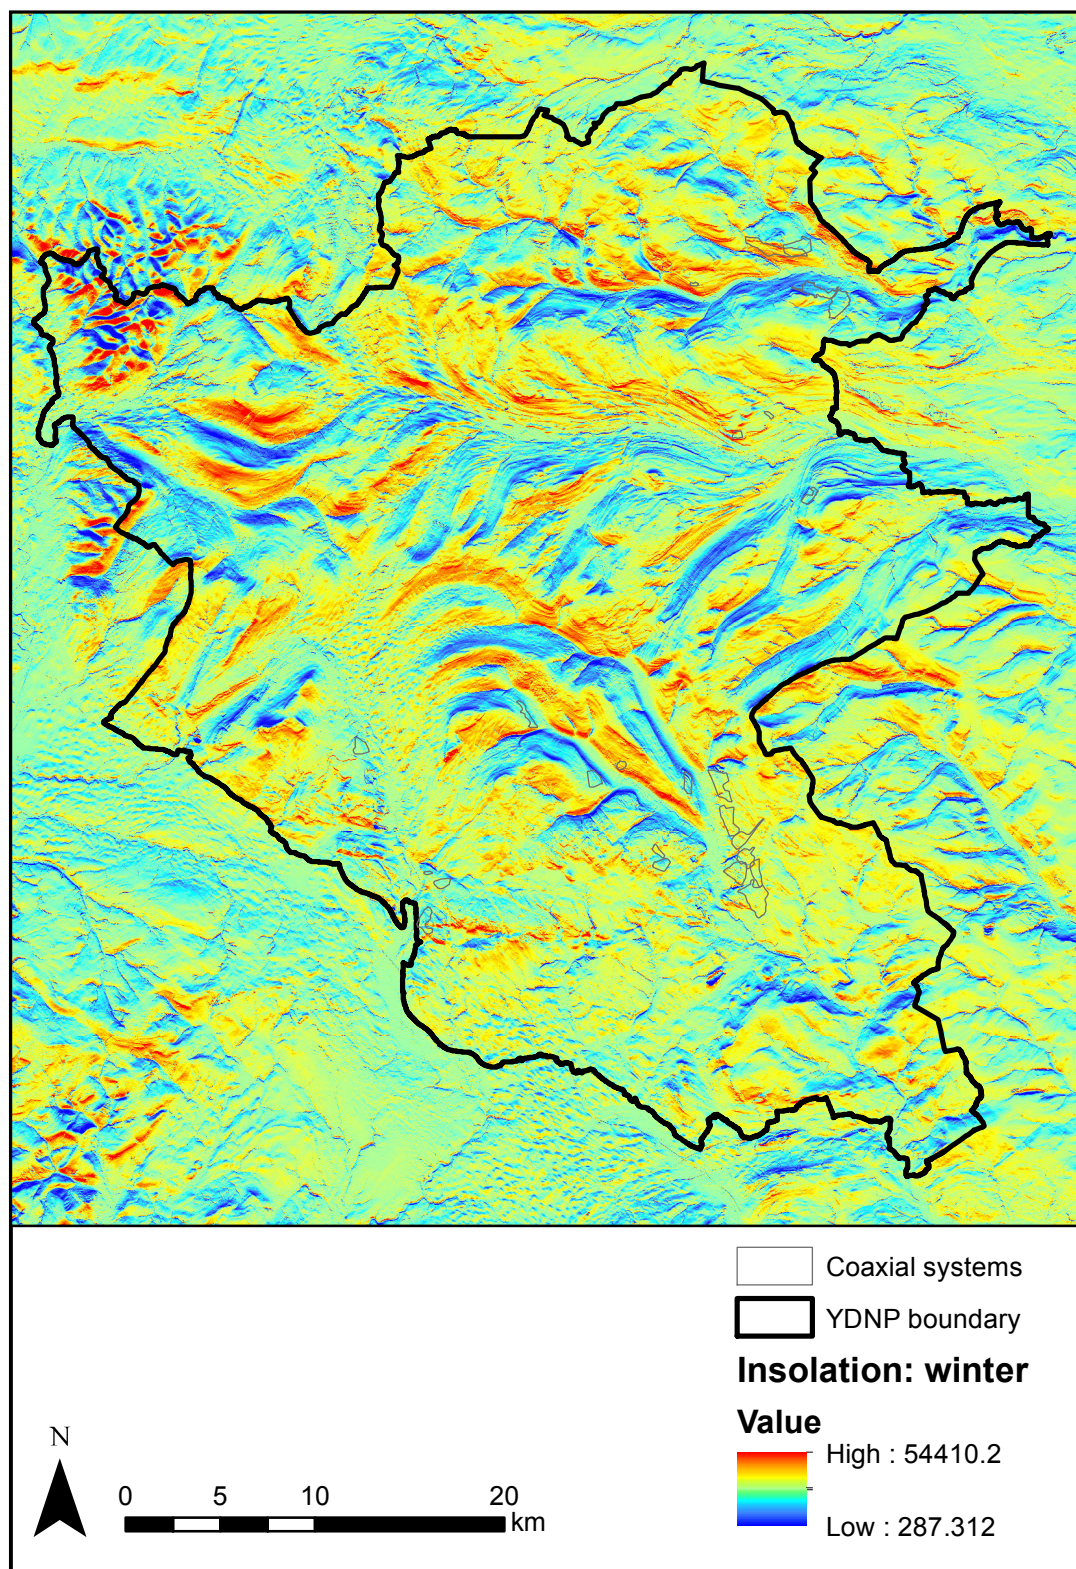 Coaxial systems
YDNP boundary
Insolation: winter
Value
High : 54410.2
Low : 287.312
N
0 5 10 20
km